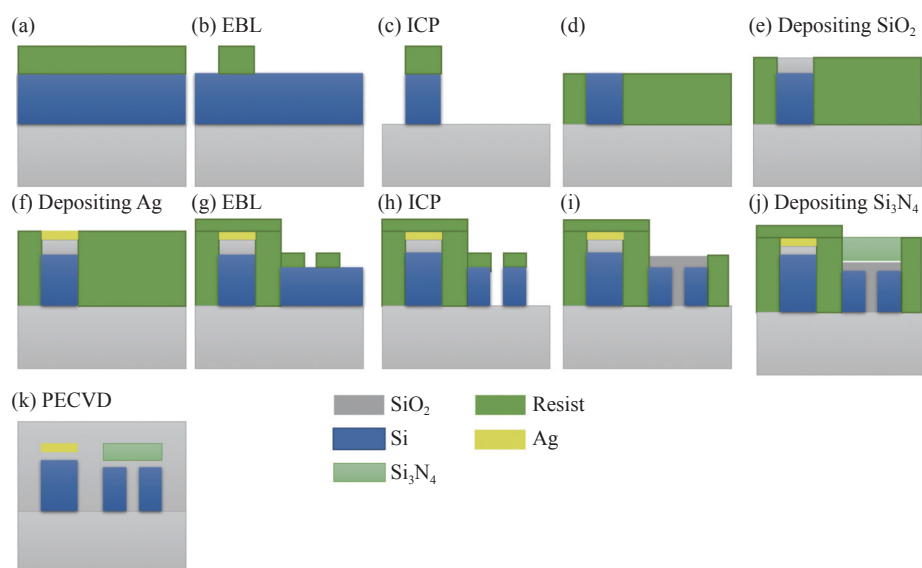 (a)
(b) EBL
(c) ICP
(d)
(e) Depositing SiO₂
(f) Depositing Ag
(g) EBL
(h) ICP
(i)
(j) Depositing Si₃N₄
(k) PECVD
SiO₂
Resist
Si
Ag
Si₃N₄